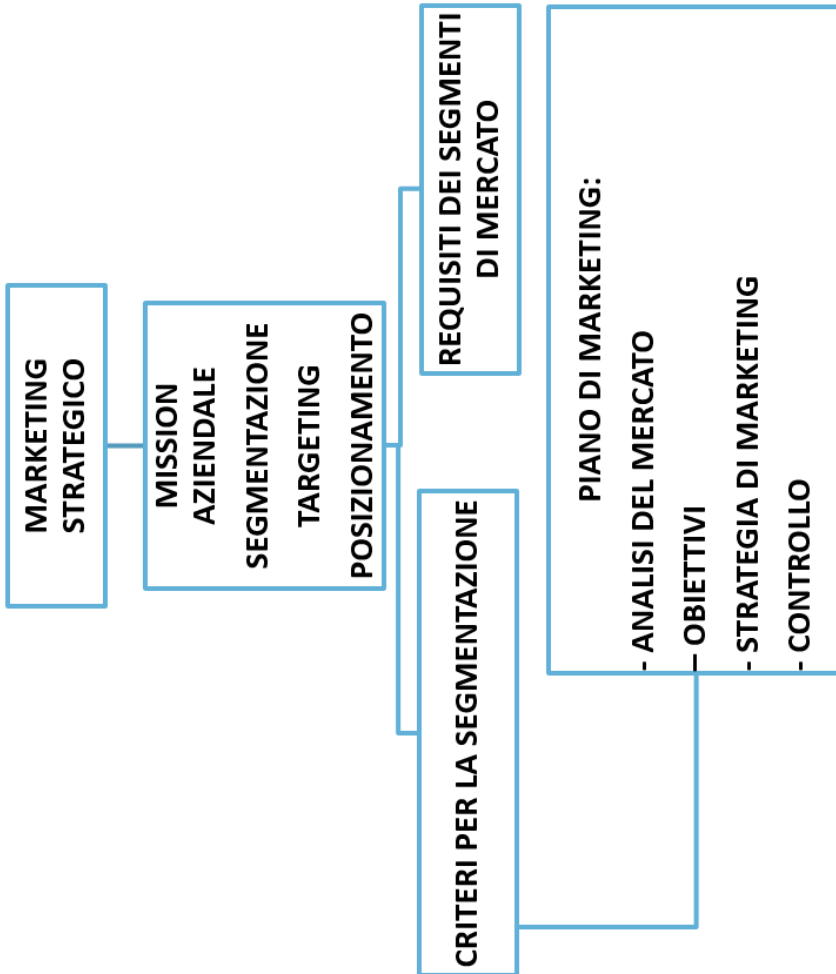 MARKETING
STRATEGICO
MISSION
AZIENDALE
SEGMENTAZIONE
TARGETING
POSIZIONAMENTO
CRITERI PER LA SEGMENTAZIONE
REQUISITI DEI SEGMENTI
DI MERCATO
PIANO DI MARKETING:
- ANALISI DEL MERCATO
- OBIETTIVI
- STRATEGIA DI MARKETING
- CONTROLLO